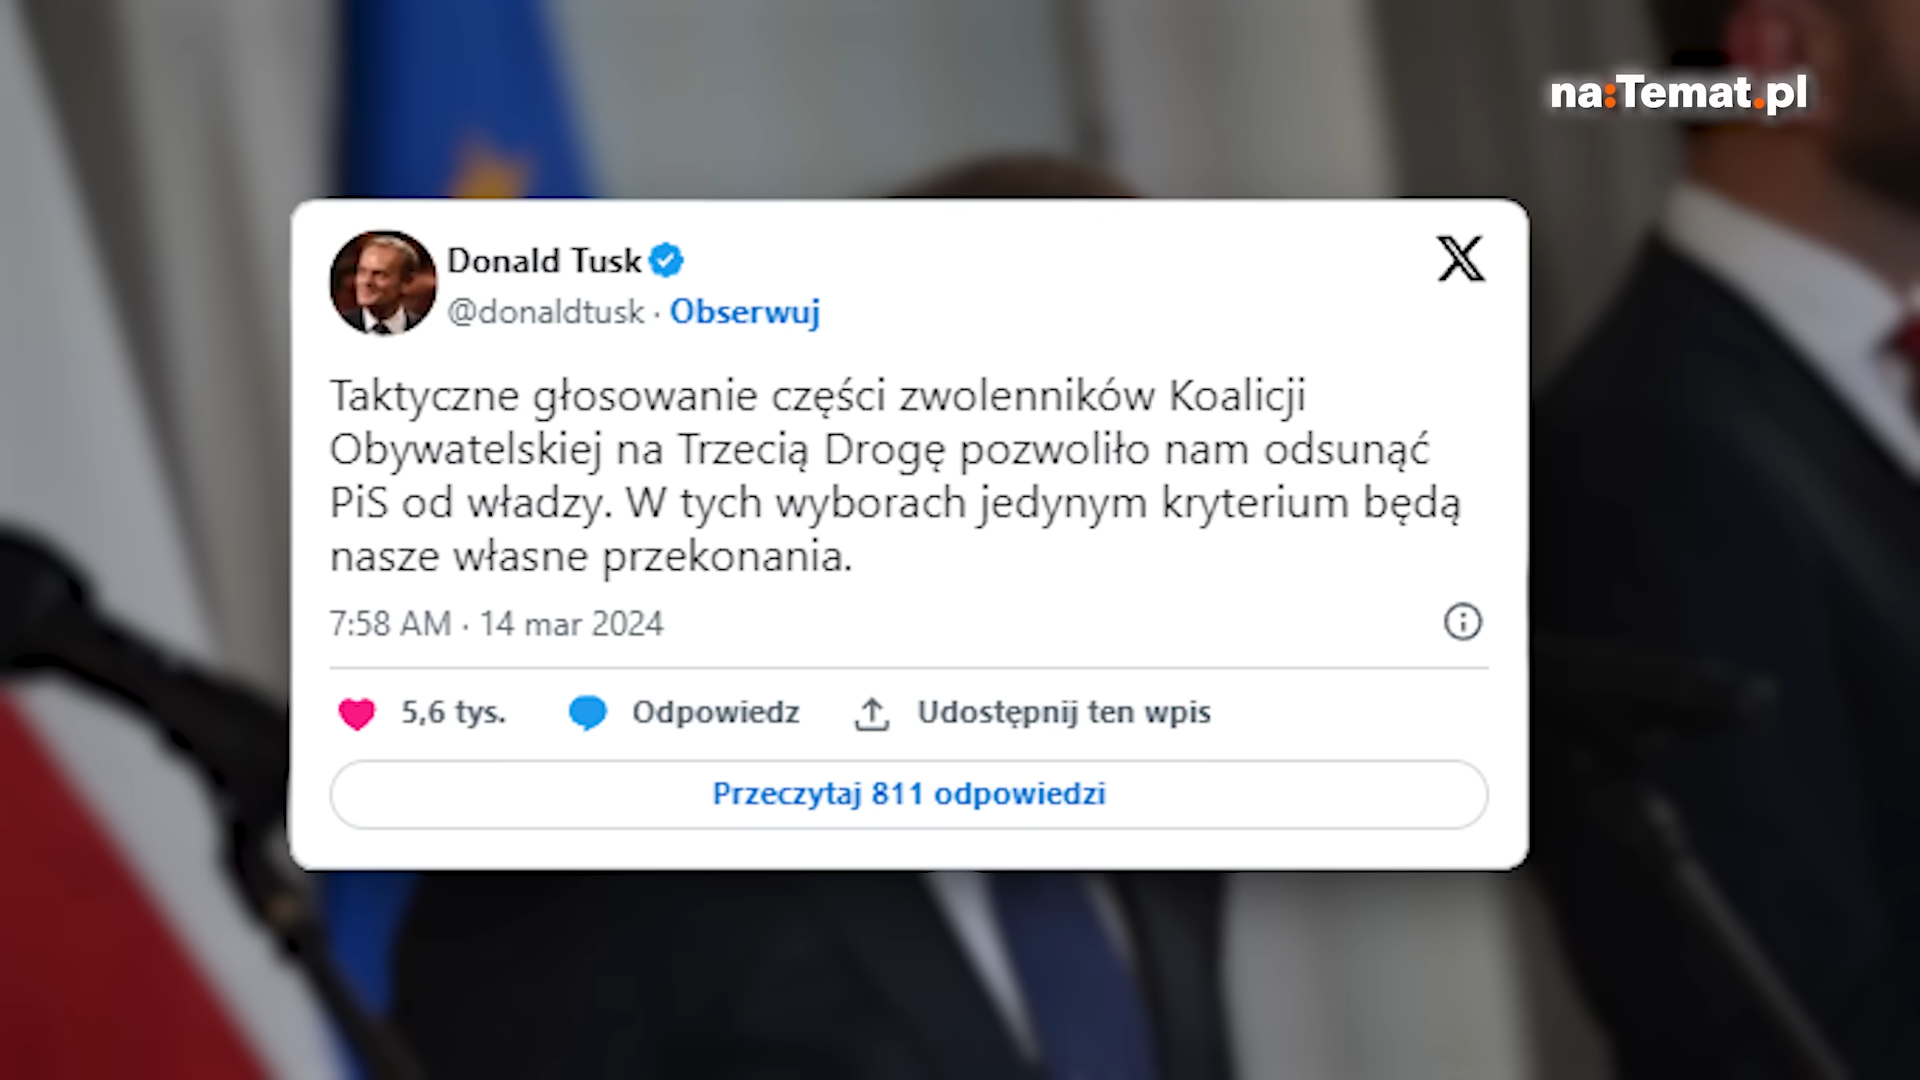 na:Temat.pl
Donald Tusk
@donaldtusk · Obserwuj
Taktyczne głosowanie części zwolenników Koalicji
Obywatelskiej na Trzecią Drogę pozwoliło nam odsunąć
PiS od władzy. W tych wyborach jedynym kryterium będą
nasze własne przekonania.
7:58 AM · 14 mar 2024
5,6 tys. Odpowiedz Udostępnij ten wpis
Przeczytaj 811 odpowiedzi